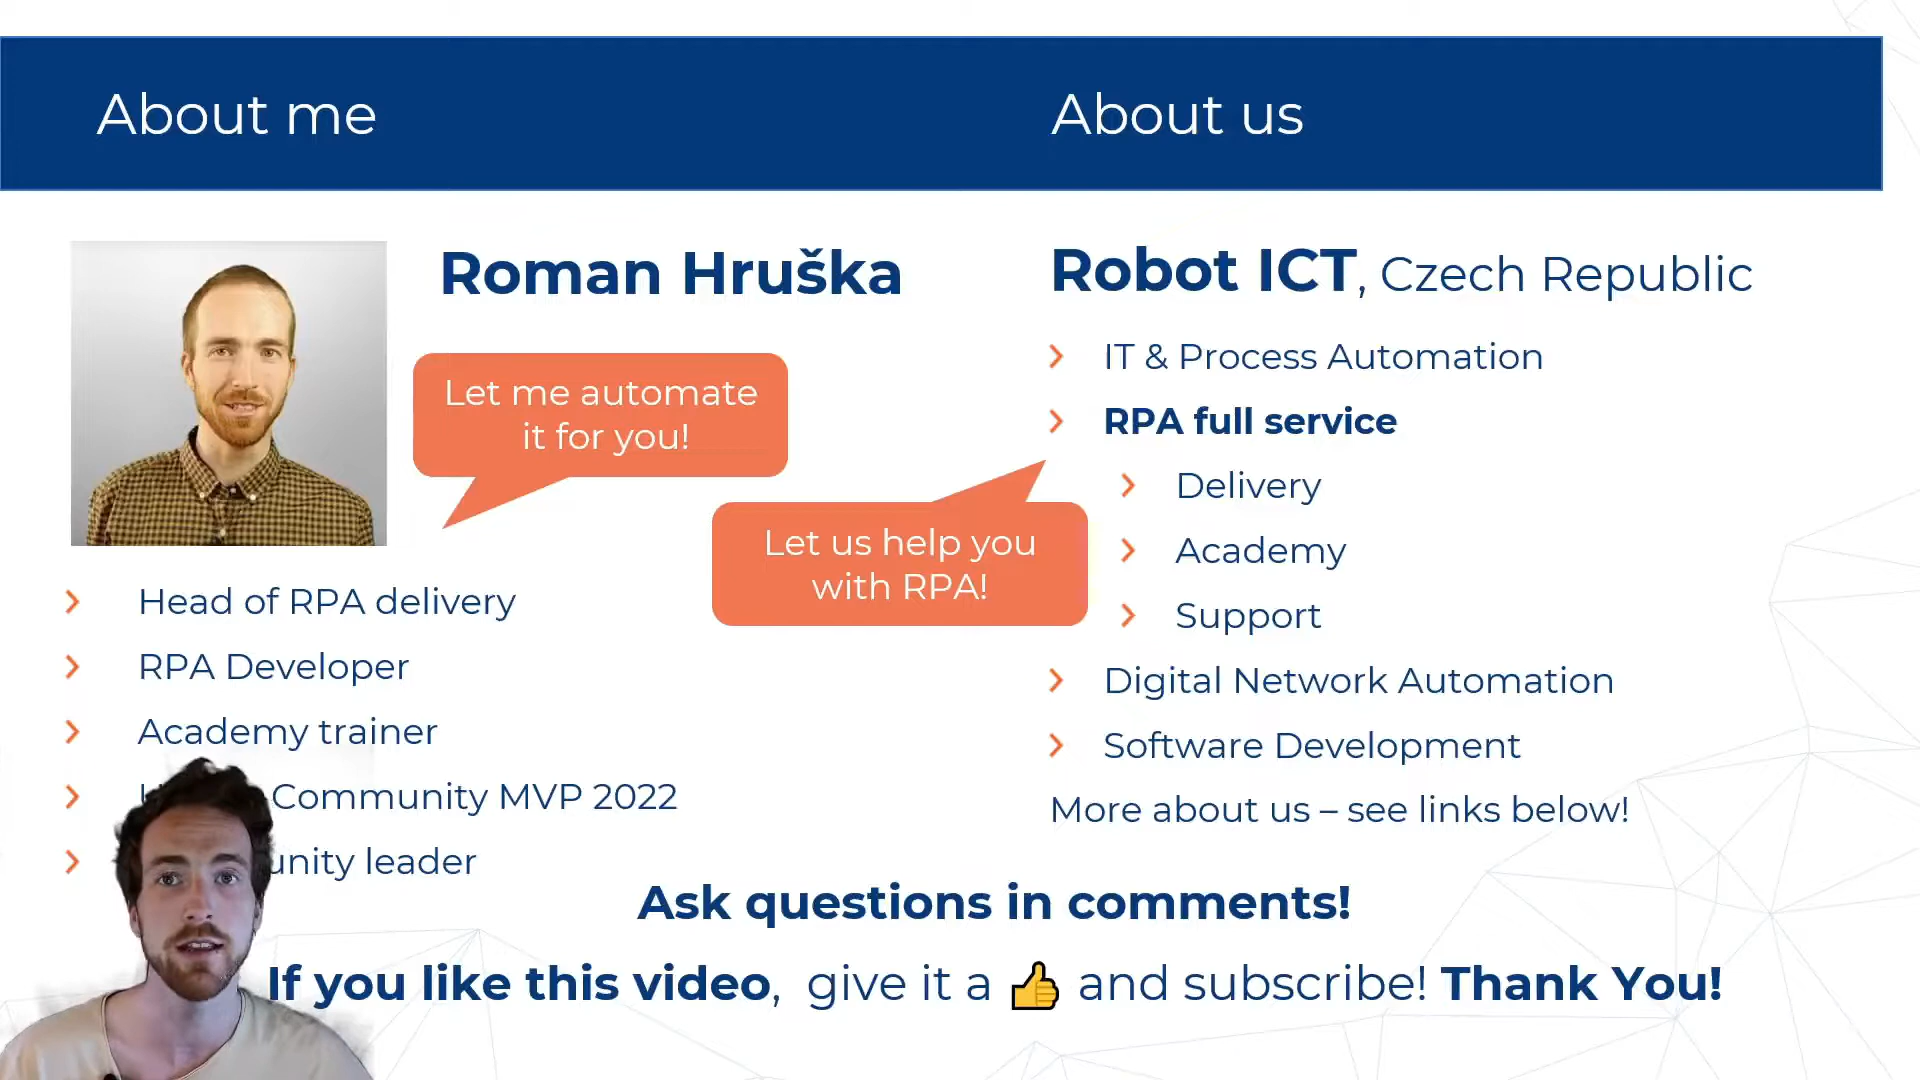 About me
Roman Hruška
Let me automate
it for you!
Head of RPA delivery
RPA Developer
Academy trainer
Community MVP 2022
leader
About us
Robot ICT, Czech Republic
IT & Process Automation
RPA full service
Delivery
Academy
Support
Let us help you
with RPA!
Digital Network Automation
Software Development
More about us – see links below!
Ask questions in comments!
If you like this video, give it a 👍 and subscribe! Thank You!